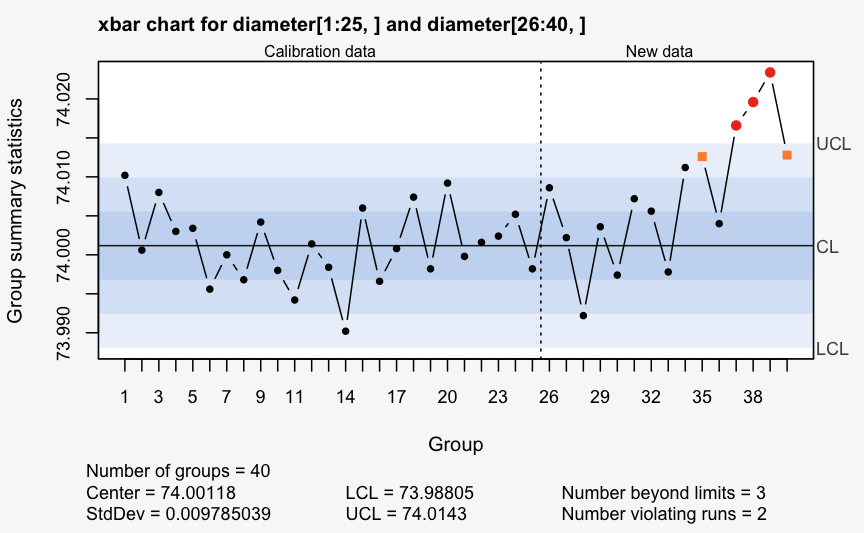 xbar chart for diameter[1:25, ] and diameter[26:40, ]
Calibration data
New data
Group summary statistics
74.020
74.010
74.000
73.990
UCL
CL
LCL
1 3 5 7 9 11 14 17 20 23 26 29 32 35 38
Group
Number of groups = 40
Center = 74.00118 LCL = 73.98805 Number beyond limits = 3
StdDev = 0.009785039 UCL = 74.0143 Number violating runs = 2